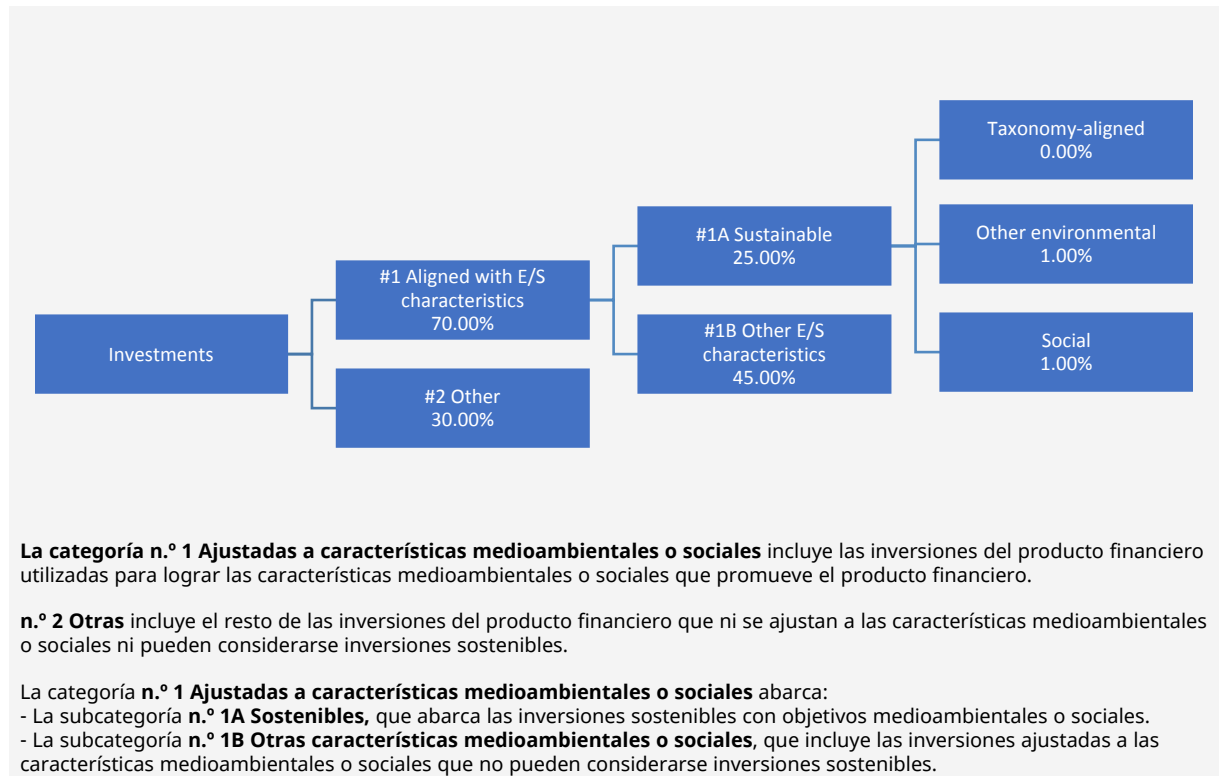 Investments
#1 Aligned with E/S
characteristics
70.00%
#2 Other
30.00%
#1A Sustainable
25.00%
#1B Other E/S
characteristics
45.00%
Taxonomy-aligned
0.00%
Other environmental
1.00%
Social
1.00%
La categoría n.º 1 Ajustadas a características medioambientales o sociales incluye las inversiones del producto financiero
utilizadas para lograr las características medioambientales o sociales que promueve el producto financiero.
n.º 2 Otras incluye el resto de las inversiones del producto financiero que ni se ajustan a las características medioambientales
o sociales ni pueden considerarse inversiones sostenibles.
La categoría n.º 1 Ajustadas a características medioambientales o sociales abarca:
- La subcategoría n.º 1A Sostenibles, que abarca las inversiones sostenibles con objetivos medioambientales o sociales.
- La subcategoría n.º 1B Otras características medioambientales o sociales, que incluye las inversiones ajustadas a las
características medioambientales o sociales que no pueden considerarse inversiones sostenibles.